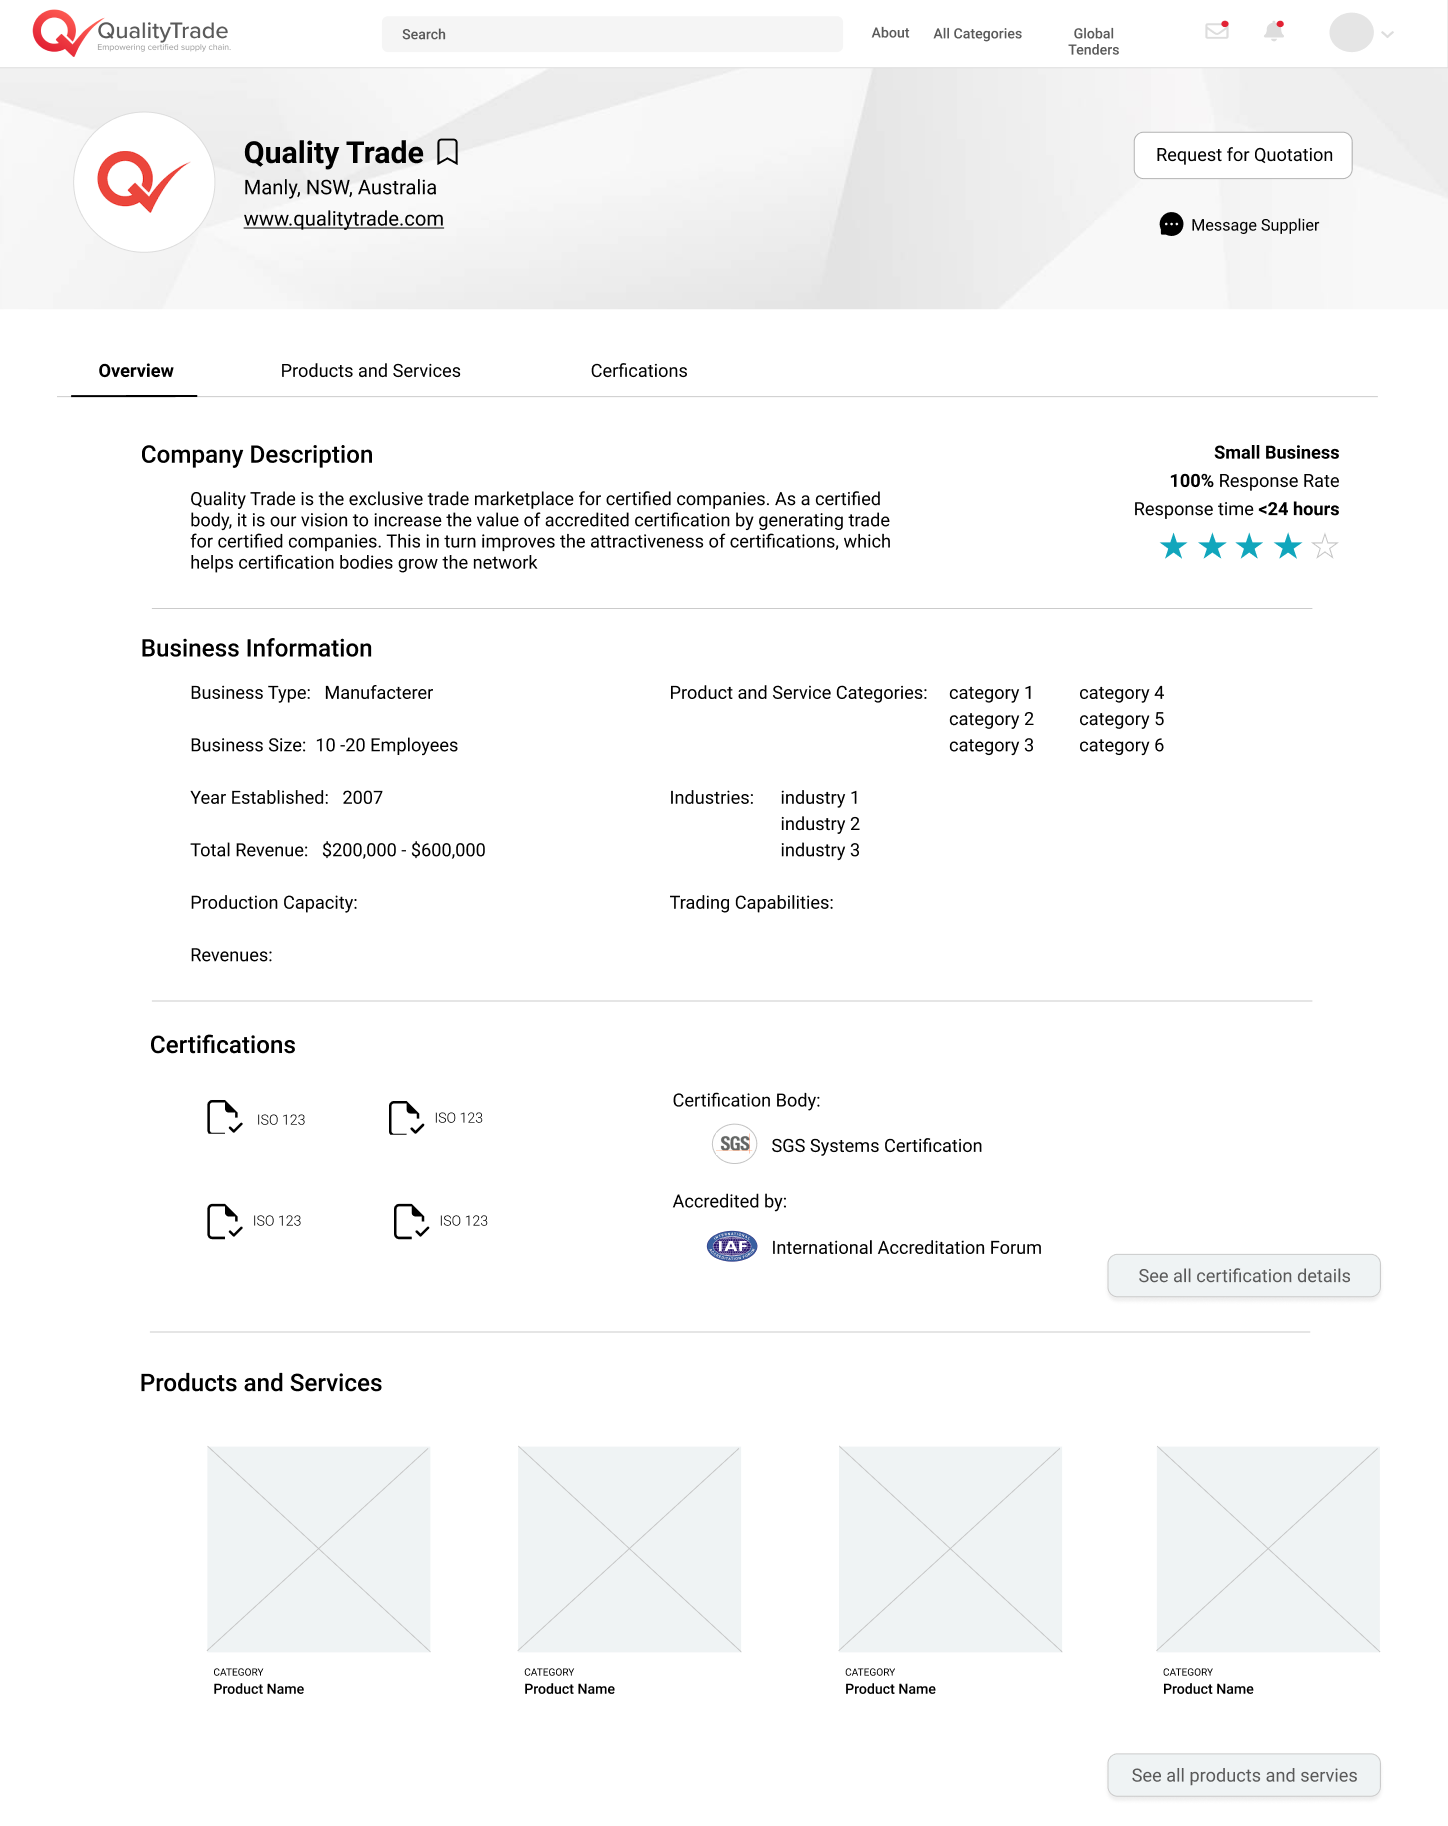 QualityTrade
Empowering certified supply chain.
Search
About
All Categories
Global
Tenders
Quality Trade
Manly, NSW, Australia
www.qualitytrade.com
Request for Quotation
Message Supplier
Overview
Products and Services
Cerfications
Company Description
Quality Trade is the exclusive trade marketplace for certified companies. As a certified
body, it is our vision to increase the value of accredited certification by generating trade
for certified companies. This in turn improves the attractiveness of certifications, which
helps certification bodies grow the network
Small Business
100% Response Rate
Response time <24 hours
Business Information
Business Type: Manufacterer
Business Size: 10 -20 Employees
Year Established: 2007
Total Revenue: $200,000 - $600,000
Production Capacity:
Revenues:
Product and Service Categories:
category 1
category 2
category 3
category 4
category 5
category 6
Industries:
industry 1
industry 2
industry 3
Trading Capabilities:
Certifications
ISO 123
ISO 123
ISO 123
ISO 123
Certification Body:
SGS
SGS Systems Certification
Accredited by:
INTERNATIONAL
IAF
ACCREDITATION FORUM
International Accreditation Forum
See all certification details
Products and Services
CATEGORY
Product Name
CATEGORY
Product Name
CATEGORY
Product Name
CATEGORY
Product Name
See all products and servies